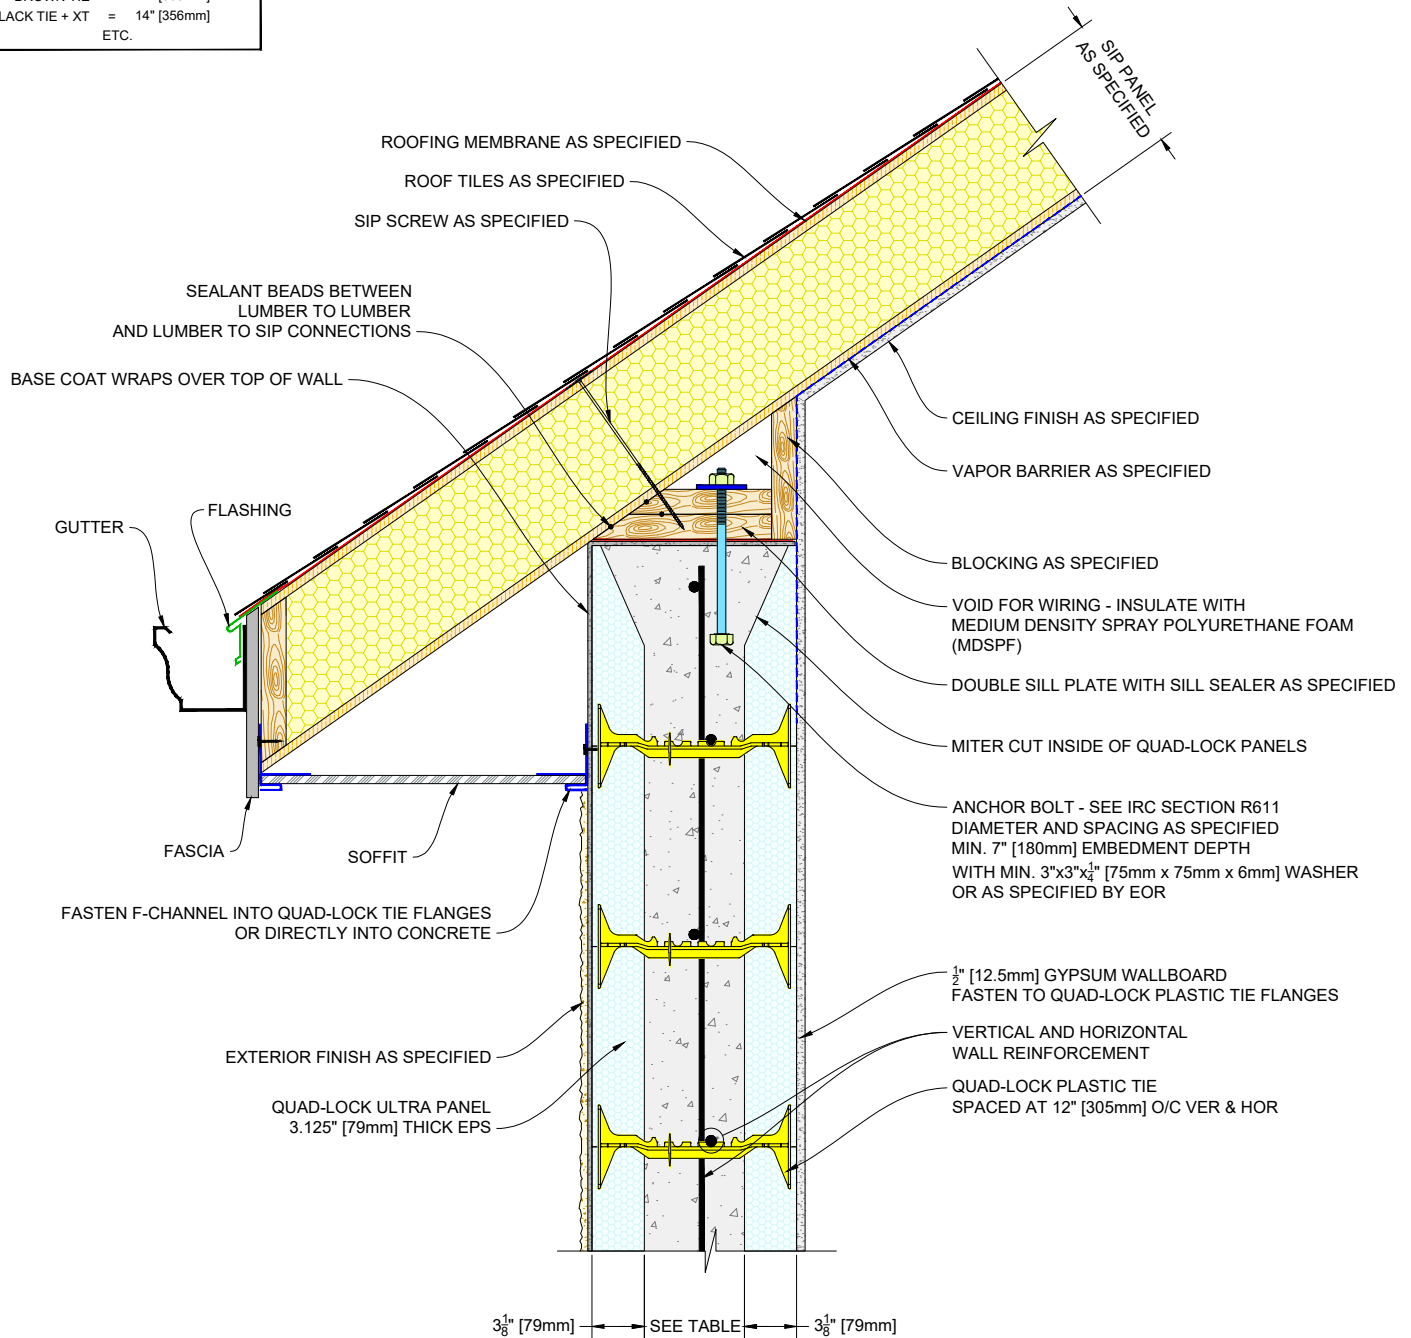 BLACK TIE + XT = 14" [356mm]
ETC.
SIP PANEL
AS SPECIFIED
ROOFING MEMBRANE AS SPECIFIED
ROOF TILES AS SPECIFIED
SIP SCREW AS SPECIFIED
SEALANT BEADS BETWEEN
LUMBER TO LUMBER
AND LUMBER TO SIP CONNECTIONS
BASE COAT WRAPS OVER TOP OF WALL
FLASHING
GUTTER
FASCIA
SOFFIT
FASTEN F-CHANNEL INTO QUAD-LOCK TIE FLANGES
OR DIRECTLY INTO CONCRETE
EXTERIOR FINISH AS SPECIFIED
QUAD-LOCK ULTRA PANEL
3.125" [79mm] THICK EPS
CEILING FINISH AS SPECIFIED
VAPOR BARRIER AS SPECIFIED
BLOCKING AS SPECIFIED
VOID FOR WIRING - INSULATE WITH
MEDIUM DENSITY SPRAY POLYURETHANE FOAM
(MDSPF)
DOUBLE SILL PLATE WITH SILL SEALER AS SPECIFIED
MITER CUT INSIDE OF QUAD-LOCK PANELS
ANCHOR BOLT - SEE IRC SECTION R611
DIAMETER AND SPACING AS SPECIFIED
MIN. 7" [180mm] EMBEDMENT DEPTH
WITH MIN. 3"x3"x1/4" [75mm x 75mm x 6mm] WASHER
OR AS SPECIFIED BY EOR
1/2" [12.5mm] GYPSUM WALLBOARD
FASTEN TO QUAD-LOCK PLASTIC TIE FLANGES
VERTICAL AND HORIZONTAL
WALL REINFORCEMENT
QUAD-LOCK PLASTIC TIE
SPACED AT 12" [305mm] O/C VER & HOR
3 1/8" [79mm] SEE TABLE 3 1/8" [79mm]